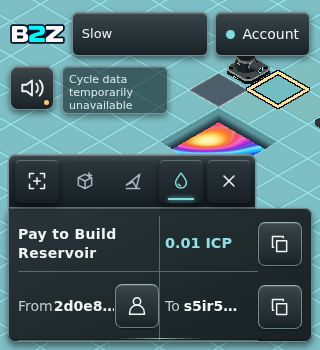 B2Z
Slow
Account
Cycle data
temporarily
unavailable
Pay to Build
Reservoir
0.01 ICP
From 2d0e8...
To s5ir5...